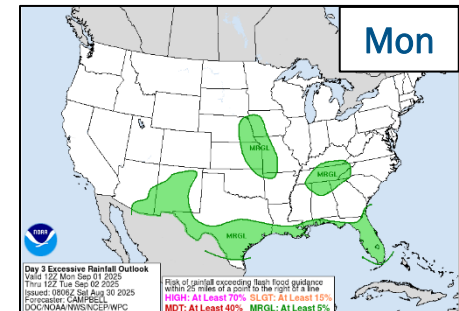 Mon
MRGL
MRGL
MRGL
NOAA
Day 3 Excessive Rainfall Outlook
Valid 12Z Mon Sep 01 2025
Thru 12Z Tue Sep 02 2025
Issued: 0806Z Sat Aug 30 2025
Forecaster: CAMPBELL
DOC/NOAA/NWS/NCEP/WPC
Risk of rainfall exceeding flash flood guidance
within 25 miles of a point to the right of a line
HIGH: At Least 70% SLGT: At Least 15%
MDT: At Least 40% MRGL: At Least 5%